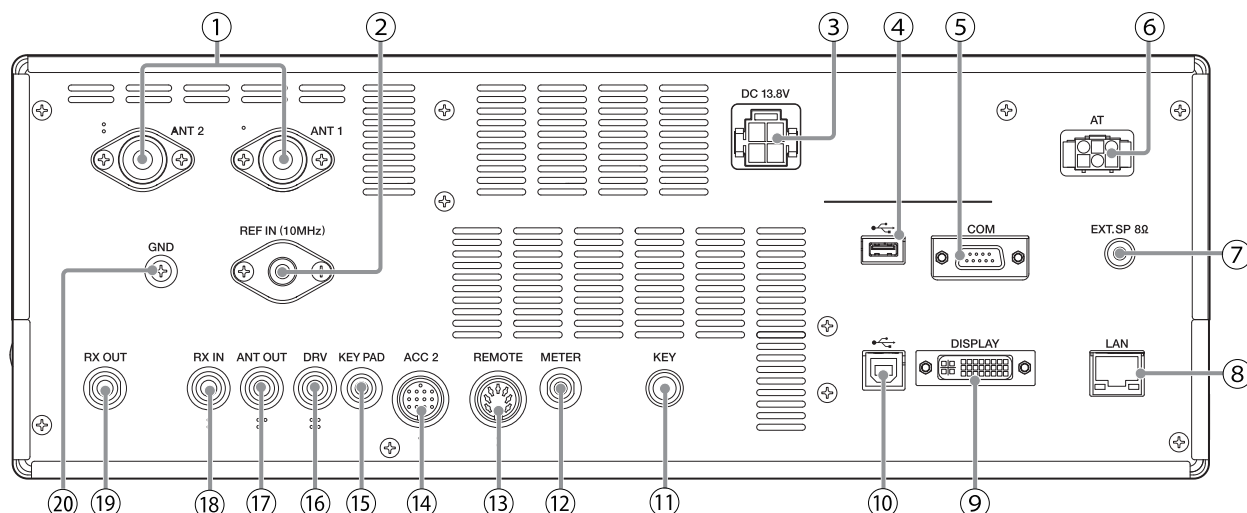 ① ② ③ ④ ⑤ ⑥
DC 13.8V
AT
ANT 2 ANT 1
GND REF IN (10MHz) COM EXT.SP 8Ω
⑦
RX OUT RX IN ANT OUT DRV KEY PAD ACC 2 REMOTE METER KEY DISPLAY LAN
⑧
⑳ ⑲ ⑱ ⑰ ⑯ ⑮ ⑭ ⑬ ⑫ ⑪ ⑩ ⑨